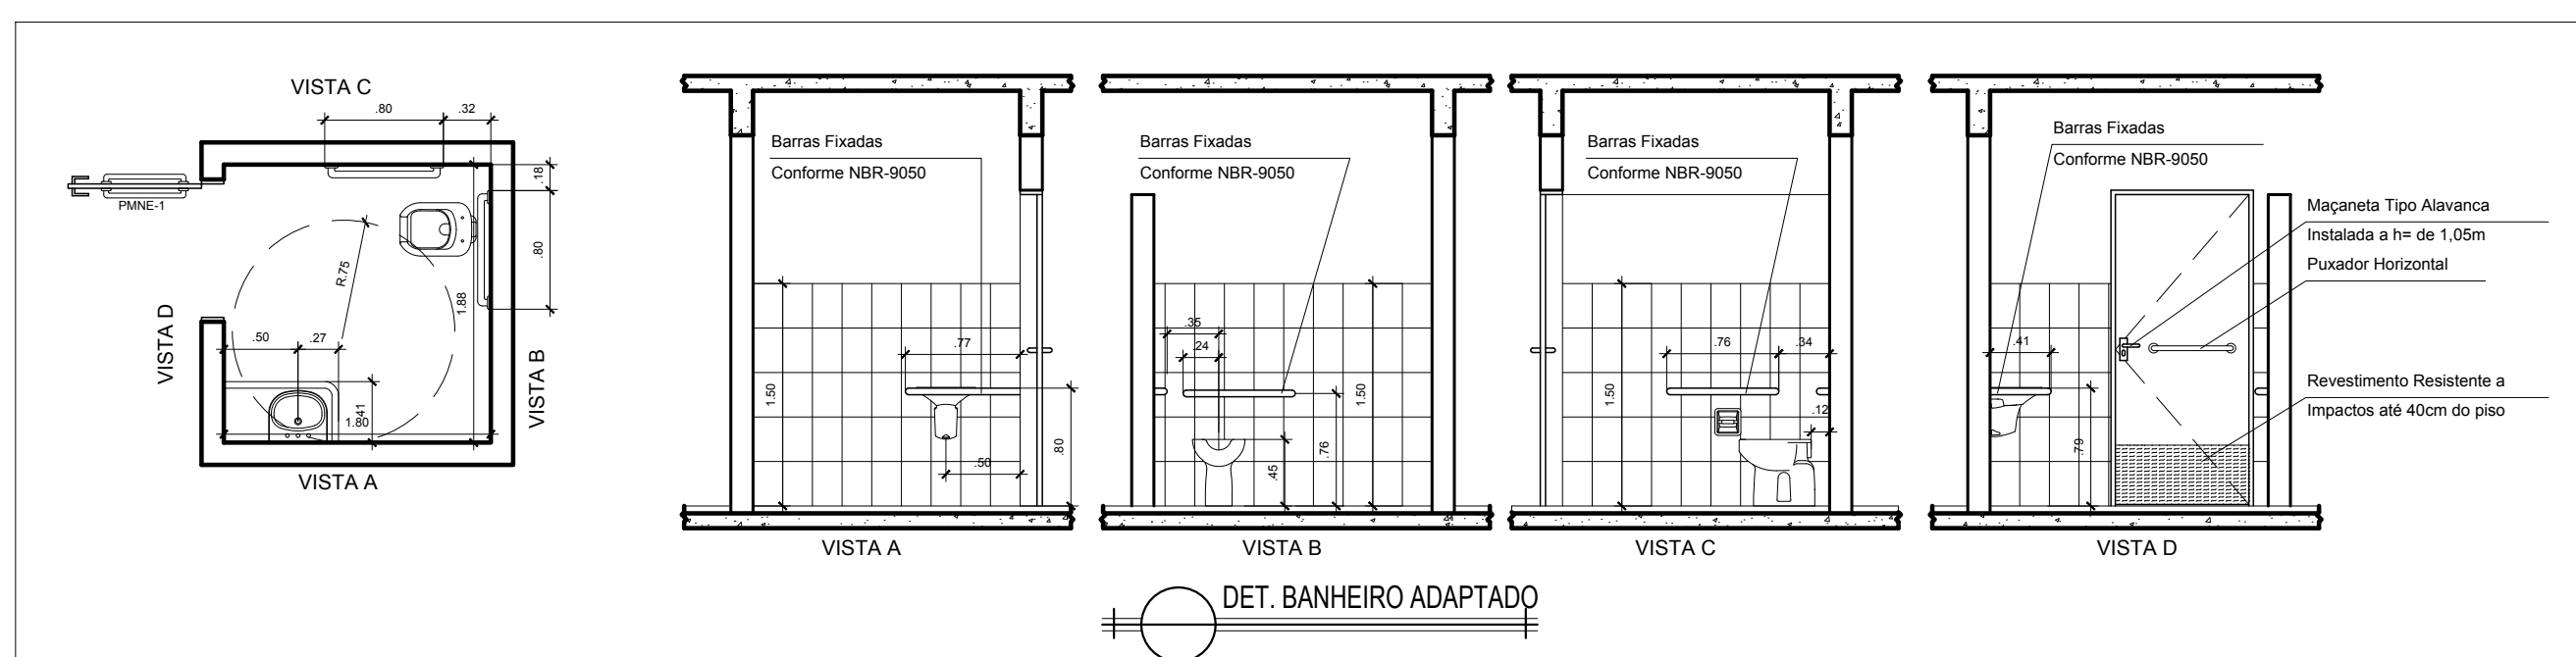 VISTA C
.80
.32
.18
PMNE-1
R.75
.80
1.88
VISTA D
.50
.27
VISTA B
.41
1.80
VISTA A
Barras Fixadas
Conforme NBR-9050
.77
1.50
.50
.80
VISTA A
Barras Fixadas
Conforme NBR-9050
.35
.24
1.50
.76
.45
VISTA B
Barras Fixadas
Conforme NBR-9050
.76
.34
1.50
.12
VISTA C
Barras Fixadas
Conforme NBR-9050
Maçaneta Tipo Alavanca
Instalada a h= de 1,05m
Puxador Horizontal
.41
Revestimento Resistente a
Impactos até 40cm do piso
.79
VISTA D
DET. BANHEIRO ADAPTADO